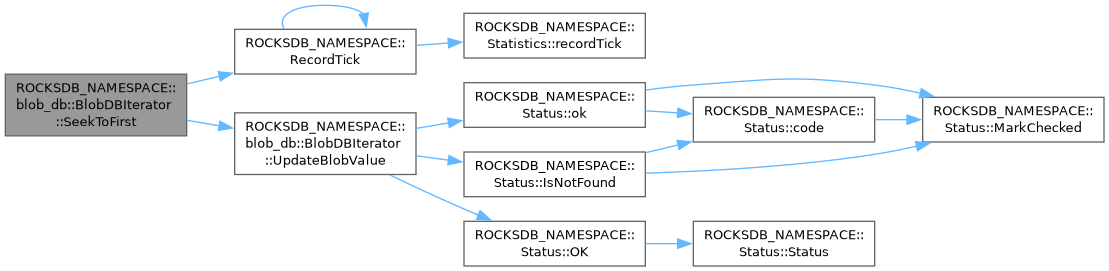 ROCKSDB_NAMESPACE::
blob_db::BlobDBIterator
::SeekToFirst
ROCKSDB_NAMESPACE::
RecordTick
ROCKSDB_NAMESPACE::
Statistics::recordTick
ROCKSDB_NAMESPACE::
blob_db::BlobDBIterator
::UpdateBlobValue
ROCKSDB_NAMESPACE::
Status::ok
ROCKSDB_NAMESPACE::
Status::code
ROCKSDB_NAMESPACE::
Status::MarkChecked
ROCKSDB_NAMESPACE::
Status::IsNotFound
ROCKSDB_NAMESPACE::
Status::OK
ROCKSDB_NAMESPACE::
Status::Status